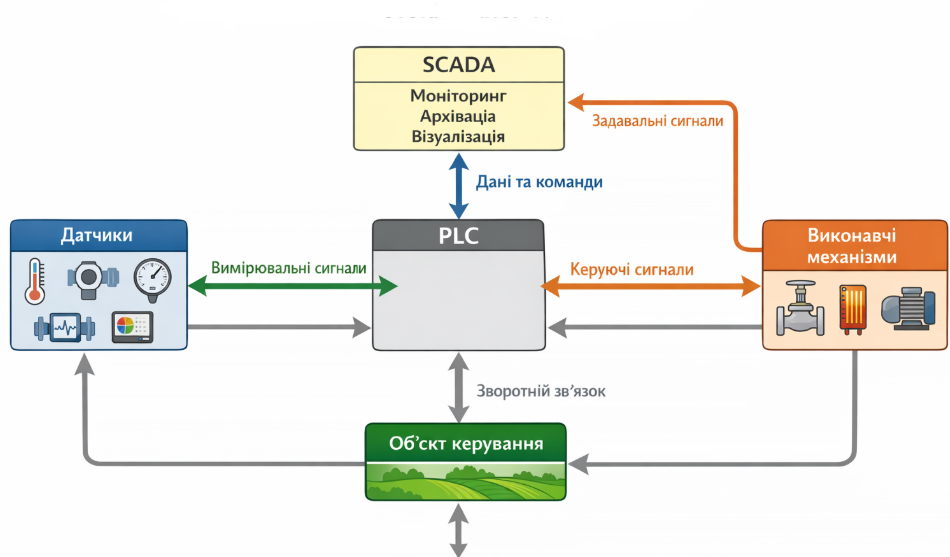 SCADA
Моніторинг
Архіваціа
Візуалізація
Задавальні сигнали
Дані та команди
Датчики
PLC
Виконавчі
механізми
Вимірювальні сигнали
Керуючі сигнали
Зворотній зв'язок
Об'єкт керування